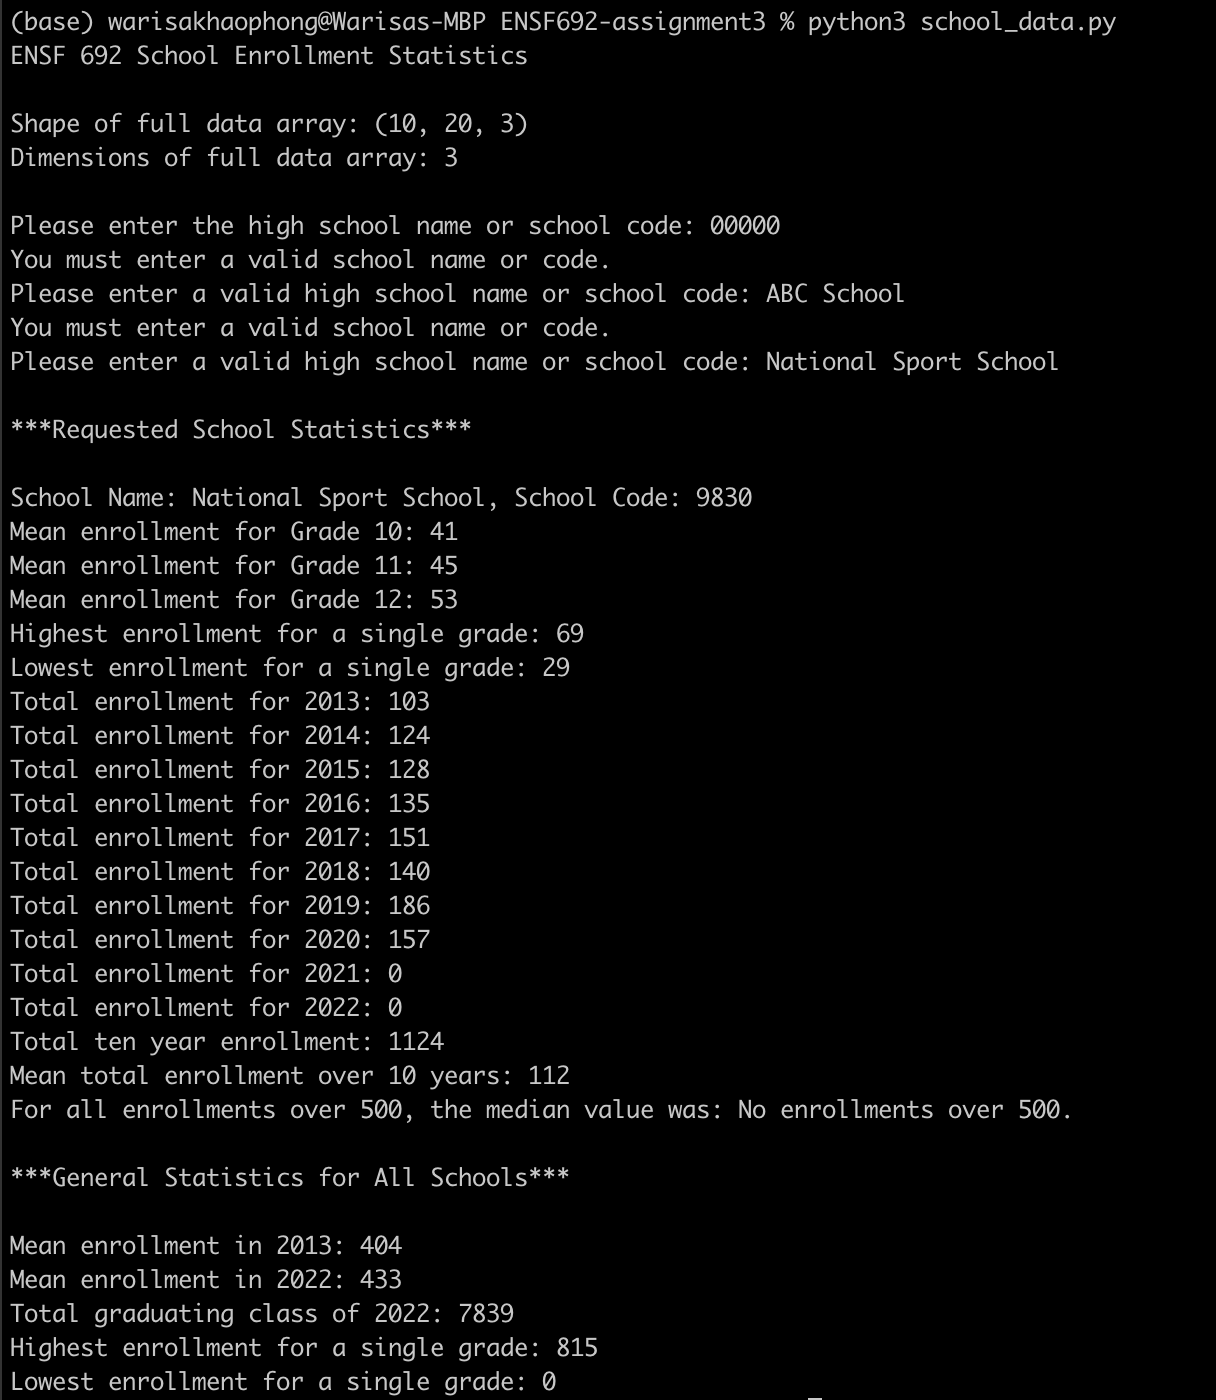 (base) warisakhaophong@Warisas-MBP ENSF692-assignment3 % python3 school_data.py
ENSF 692 School Enrollment Statistics
Shape of full data array: (10, 20, 3)
Dimensions of full data array: 3
Please enter the high school name or school code: 00000
You must enter a valid school name or code.
Please enter a valid high school name or school code: ABC School
You must enter a valid school name or code.
Please enter a valid high school name or school code: National Sport School
***Requested School Statistics***
School Name: National Sport School, School Code: 9830
Mean enrollment for Grade 10: 41
Mean enrollment for Grade 11: 45
Mean enrollment for Grade 12: 53
Highest enrollment for a single grade: 69
Lowest enrollment for a single grade: 29
Total enrollment for 2013: 103
Total enrollment for 2014: 124
Total enrollment for 2015: 128
Total enrollment for 2016: 135
Total enrollment for 2017: 151
Total enrollment for 2018: 140
Total enrollment for 2019: 186
Total enrollment for 2020: 157
Total enrollment for 2021: 0
Total enrollment for 2022: 0
Total ten year enrollment: 1124
Mean total enrollment over 10 years: 112
For all enrollments over 500, the median value was: No enrollments over 500.
***General Statistics for All Schools***
Mean enrollment in 2013: 404
Mean enrollment in 2022: 433
Total graduating class of 2022: 7839
Highest enrollment for a single grade: 815
Lowest enrollment for a single grade: 0